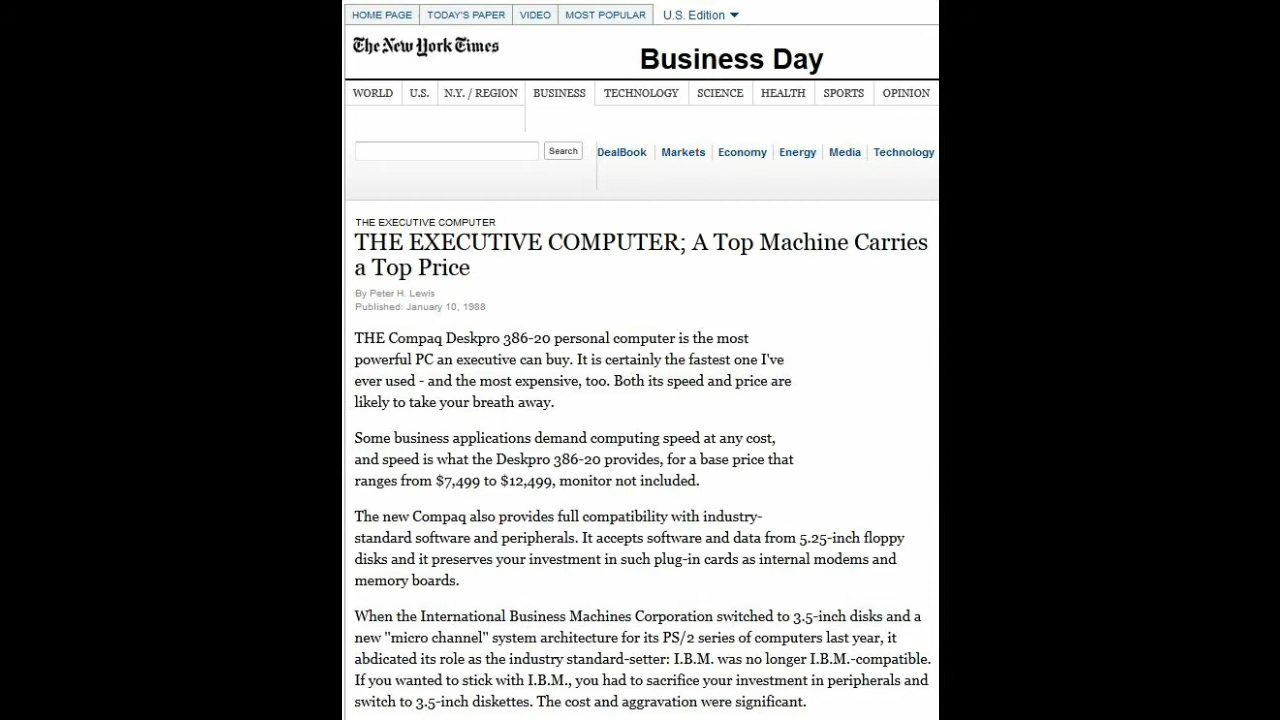 HOME PAGE TODAY'S PAPER VIDEO MOST POPULAR U.S. Edition
The New York Times
Business Day
WORLD U.S. N.Y. / REGION BUSINESS TECHNOLOGY SCIENCE HEALTH SPORTS OPINION
Search DealBook Markets Economy Energy Media Technology
THE EXECUTIVE COMPUTER
THE EXECUTIVE COMPUTER; A Top Machine Carries
a Top Price
By Peter H. Lewis
Published: January 10, 1988
THE Compaq Deskpro 386-20 personal computer is the most
powerful PC an executive can buy. It is certainly the fastest one I've
ever used - and the most expensive, too. Both its speed and price are
likely to take your breath away.
Some business applications demand computing speed at any cost,
and speed is what the Deskpro 386-20 provides, for a base price that
ranges from $7,499 to $12,499, monitor not included.
The new Compaq also provides full compatibility with industry-
standard software and peripherals. It accepts software and data from 5.25-inch floppy
disks and it preserves your investment in such plug-in cards as internal modems and
memory boards.
When the International Business Machines Corporation switched to 3.5-inch disks and a
new "micro channel" system architecture for its PS/2 series of computers last year, it
abdicated its role as the industry standard-setter: I.B.M. was no longer I.B.M.-compatible.
If you wanted to stick with I.B.M., you had to sacrifice your investment in peripherals and
switch to 3.5-inch diskettes. The cost and aggravation were significant.